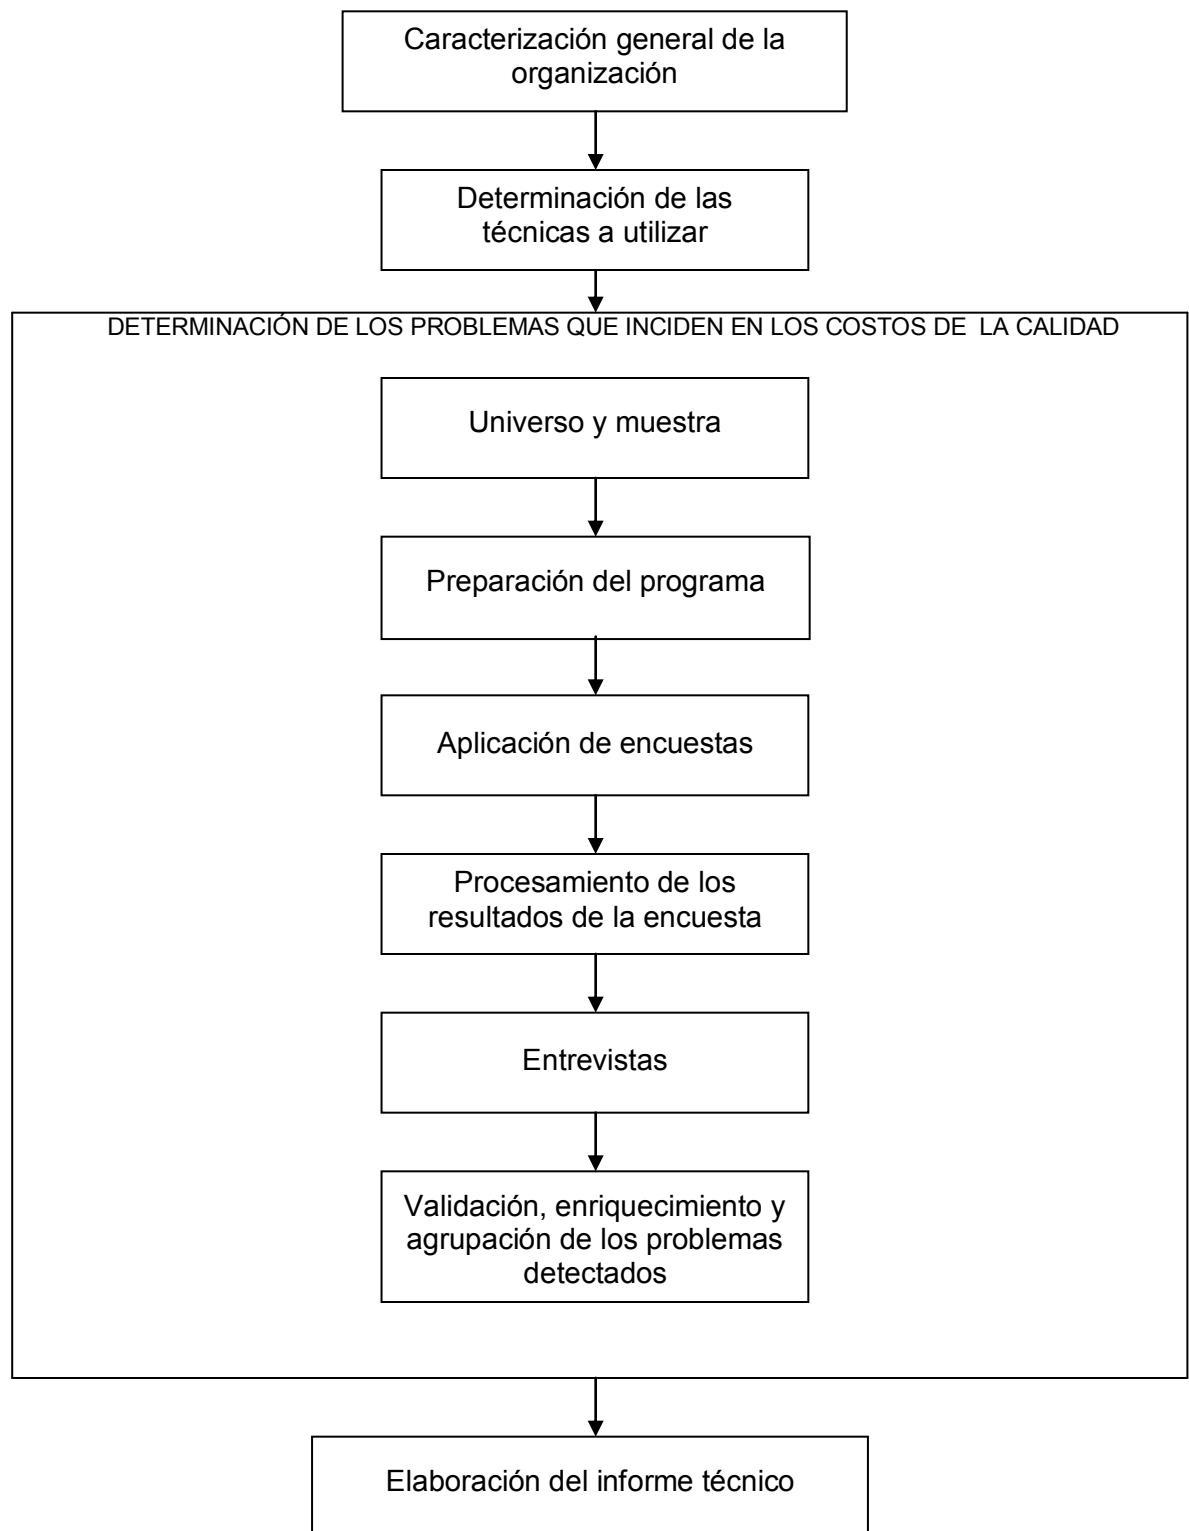 Caracterización general de la
organización
Determinación de las
técnicas a utilizar
DETERMINACIÓN DE LOS PROBLEMAS QUE INCIDEN EN LOS COSTOS DE LA CALIDAD
Universo y muestra
Preparación del programa
Aplicación de encuestas
Procesamiento de los
resultados de la encuesta
Entrevistas
Validación, enriquecimiento y
agrupación de los problemas
detectados
Elaboración del informe técnico